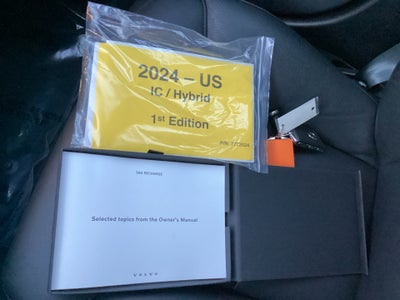 2024 – US
IC / Hybrid
1st Edition
Selected topics from the Owner's Manual
VOLVO